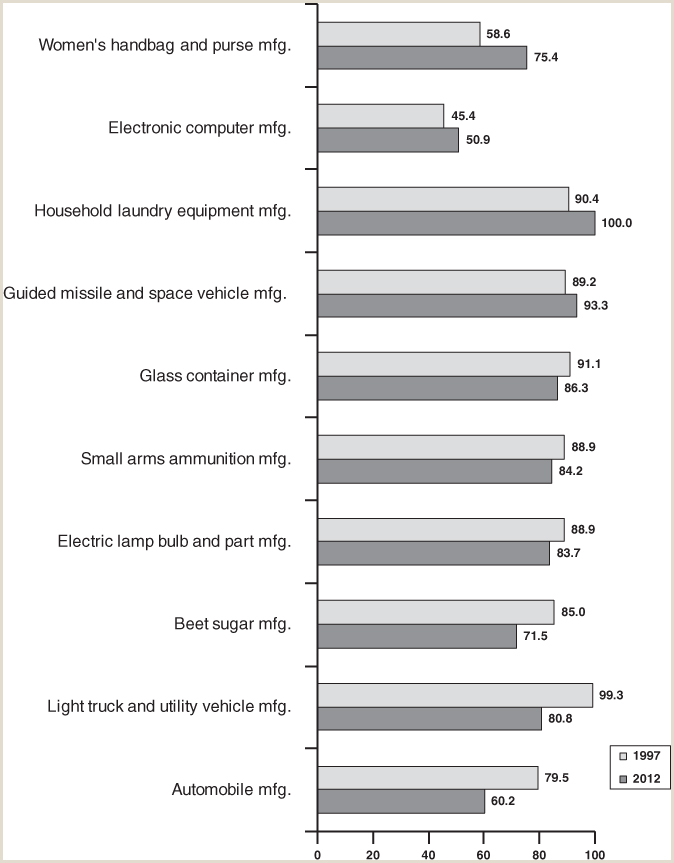 Women's handbag and purse mfg.
58.6
75.4
Electronic computer mfg.
45.4
50.9
Household laundry equipment mfg.
90.4
100.0
Guided missile and space vehicle mfg.
89.2
93.3
Glass container mfg.
91.1
86.3
Small arms ammunition mfg.
88.9
84.2
Electric lamp bulb and part mfg.
88.9
83.7
Beet sugar mfg.
85.0
71.5
Light truck and utility vehicle mfg.
99.3
80.8
Automobile mfg.
79.5
60.2
1997
2012
0 20 40 60 80 100